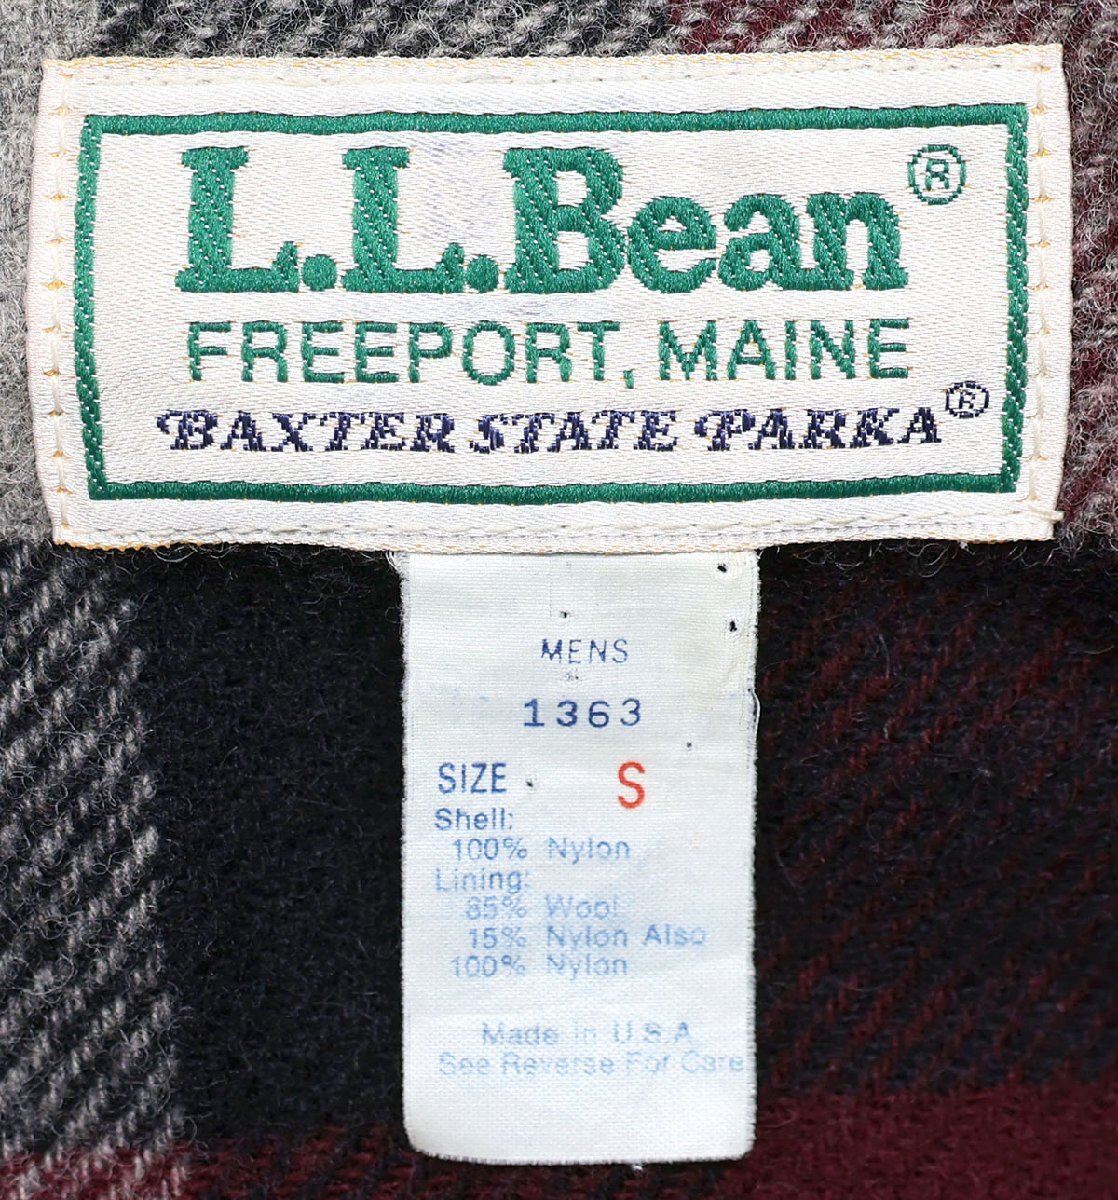 L.L.Bean®
FREEPORT, MAINE
BAXTER STATE PARKA®
MENS
1363
SIZE S
Shell:
100% Nylon
Lining:
85% Wool
15% Nylon Also
100% Nylon
Made in U.S.A
See Reverse For Care